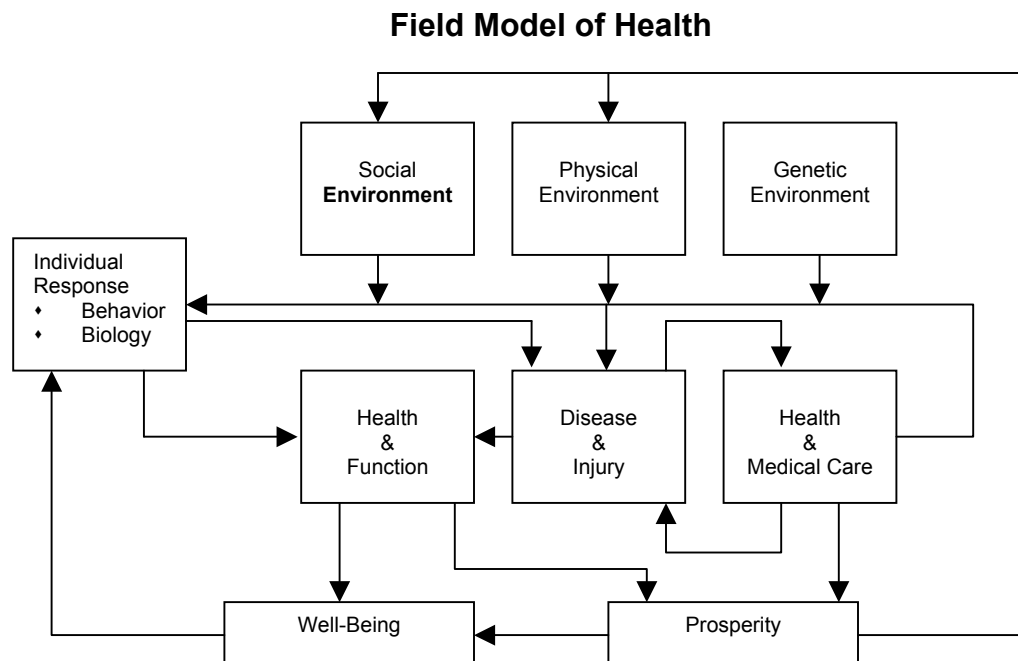 Field Model of Health
Social
Environment
Physical
Environment
Genetic
Environment
Individual
Response
♦ Behavior
♦ Biology
Health
&
Function
Disease
&
Injury
Health
&
Medical Care
Well-Being
Prosperity